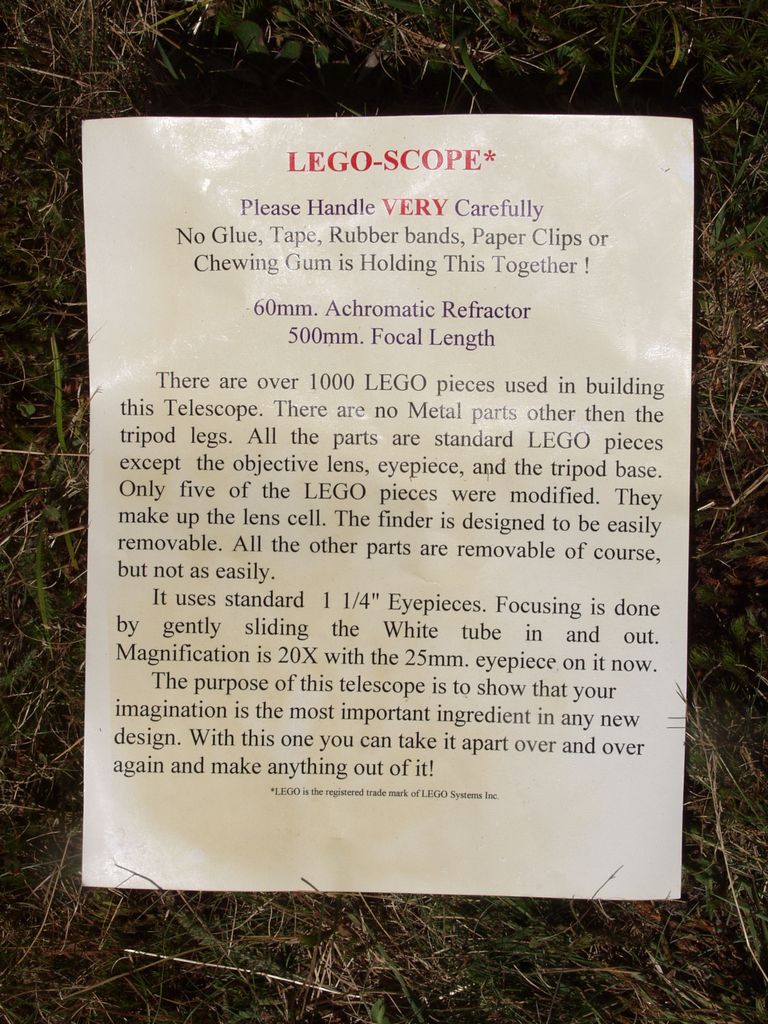 LEGO-SCOPE*
Please Handle VERY Carefully
No Glue, Tape, Rubber bands, Paper Clips or
Chewing Gum is Holding This Together !
60mm. Achromatic Refractor
500mm. Focal Length
There are over 1000 LEGO pieces used in building
this Telescope. There are no Metal parts other then the
tripod legs. All the parts are standard LEGO pieces
except the objective lens, eyepiece, and the tripod base.
Only five of the LEGO pieces were modified. They
make up the lens cell. The finder is designed to be easily
removable. All the other parts are removable of course,
but not as easily.
It uses standard 1 1/4" Eyepieces. Focusing is done
by gently sliding the White tube in and out.
Magnification is 20X with the 25mm. eyepiece on it now.
The purpose of this telescope is to show that your
imagination is the most important ingredient in any new
design. With this one you can take it apart over and over
again and make anything out of it!
*LEGO is the registered trade mark of LEGO Systems Inc.